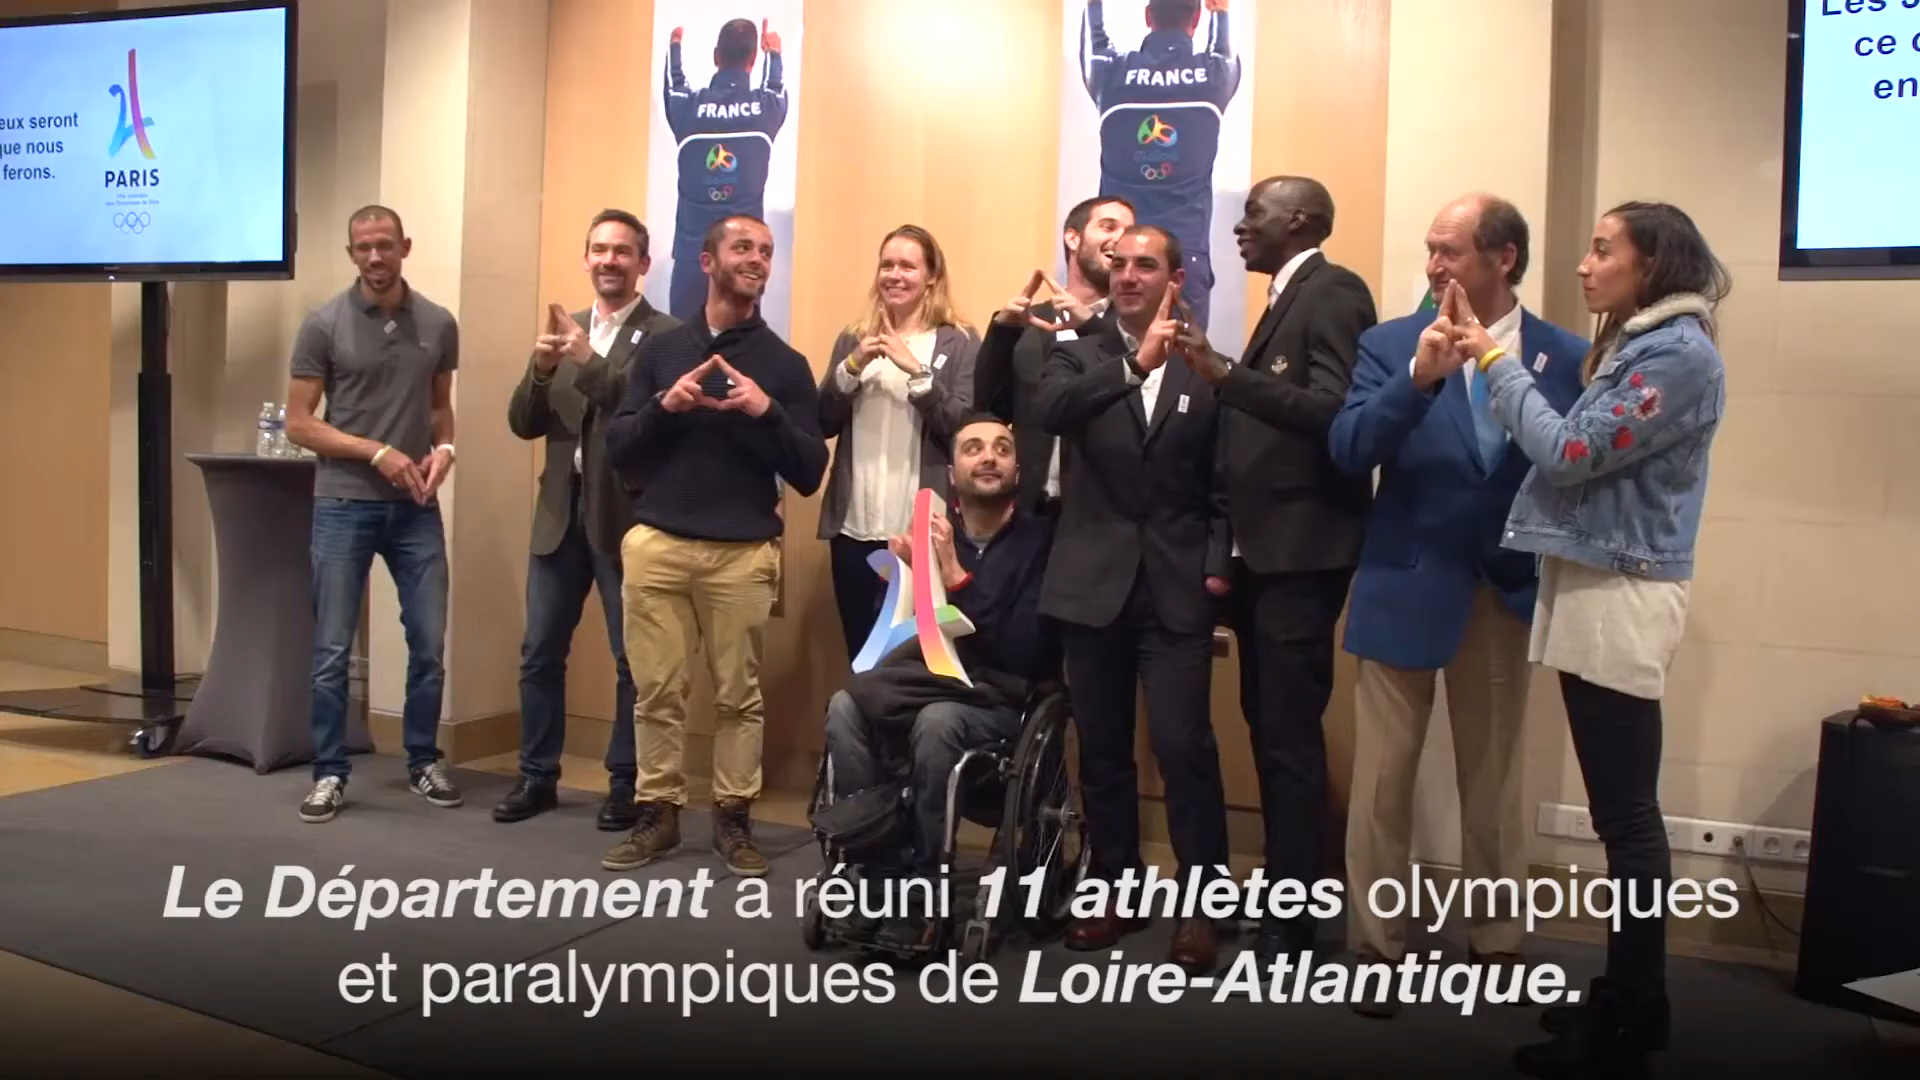 eux seront
que nous
ferons.
PARIS
FRANCE
FRANCE
Les
ce
en
Le Département a réuni 11 athlètes olympiques
et paralympiques de Loire-Atlantique.